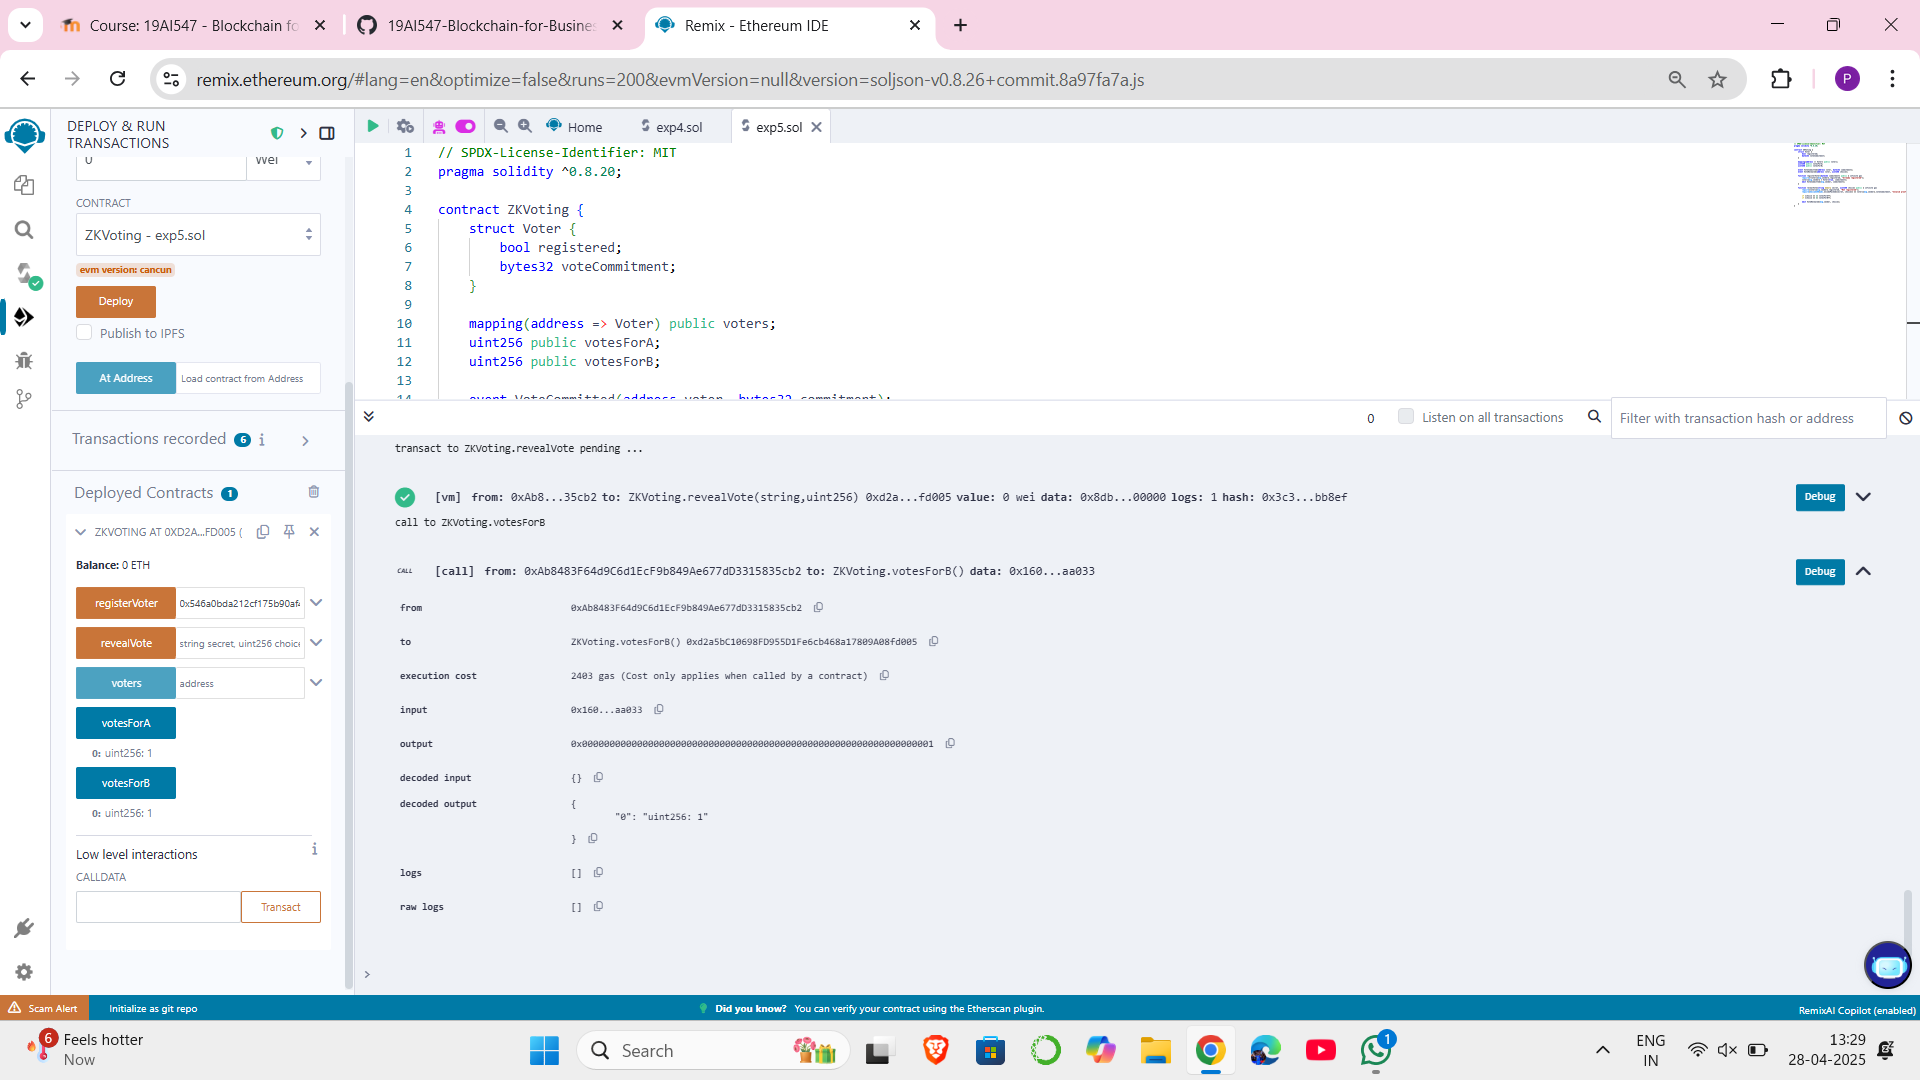 Course: 19AI547 - Blockchain fo
19AI547-Blockchain-for-Busines
Remix - Ethereum IDE
remix.ethereum.org/#lang=en&optimize=false&runs=200&evmVersion=null&version=soljson-v0.8.26+commit.8a97fa7a.js
P
DEPLOY & RUN
TRANSACTIONS
0
Wei
CONTRACT
ZKVoting - exp5.sol
evm version: cancun
Deploy
Publish to IPFS
At Address
Load contract from Address
Transactions recorded 6 i
Deployed Contracts 1
ZKVOTING AT 0XD2A...FD005 (
Balance: 0 ETH
registerVoter
0x546a0bda212cf175b90af
revealVote
string secret, uint256 choice
voters
address
votesForA
0: uint256: 1
votesForB
0: uint256: 1
Low level interactions
i
CALLDATA
Transact
Home
exp4.sol
exp5.sol
1 // SPDX-License-Identifier: MIT
2 pragma solidity ^0.8.20;
3
4 contract ZKVoting {
5 struct Voter {
6 bool registered;
7 bytes32 voteCommitment;
8 }
9
10 mapping(address => Voter) public voters;
11 uint256 public votesForA;
12 uint256 public votesForB;
13
14 event VoteCommitted(address voter, bytes32 commitment);
0
Listen on all transactions
Filter with transaction hash or address
transact to ZKVoting.revealVote pending ...
[vm] from: 0xAb8...35cb2 to: ZKVoting.revealVote(string,uint256) 0xd2a...fd005 value: 0 wei data: 0x8db...00000 logs: 1 hash: 0x3c3...bb8ef
Debug
call to ZKVoting.votesForB
CALL [call] from: 0xAb8483F64d9C6d1EcF9b849Ae677dD3315835cb2 to: ZKVoting.votesForB() data: 0x160...aa033
Debug
from 0xAb8483F64d9C6d1EcF9b849Ae677dD3315835cb2
to ZKVoting.votesForB() 0xd2a5bC10698FD955D1Fe6cb468a17809A08fd005
execution cost 2403 gas (Cost only applies when called by a contract)
input 0x160...aa033
output 0x0000000000000000000000000000000000000000000000000000000000000001
decoded input {}
decoded output {
"0": "uint256: 1"
}
logs []
raw logs []
>
Scam Alert
Initialize as git repo
Did you know? You can verify your contract using the Etherscan plugin.
RemixAI Copilot (enabled)
6
Feels hotter
Now
Search
1
ENG
IN
13:29
28-04-2025